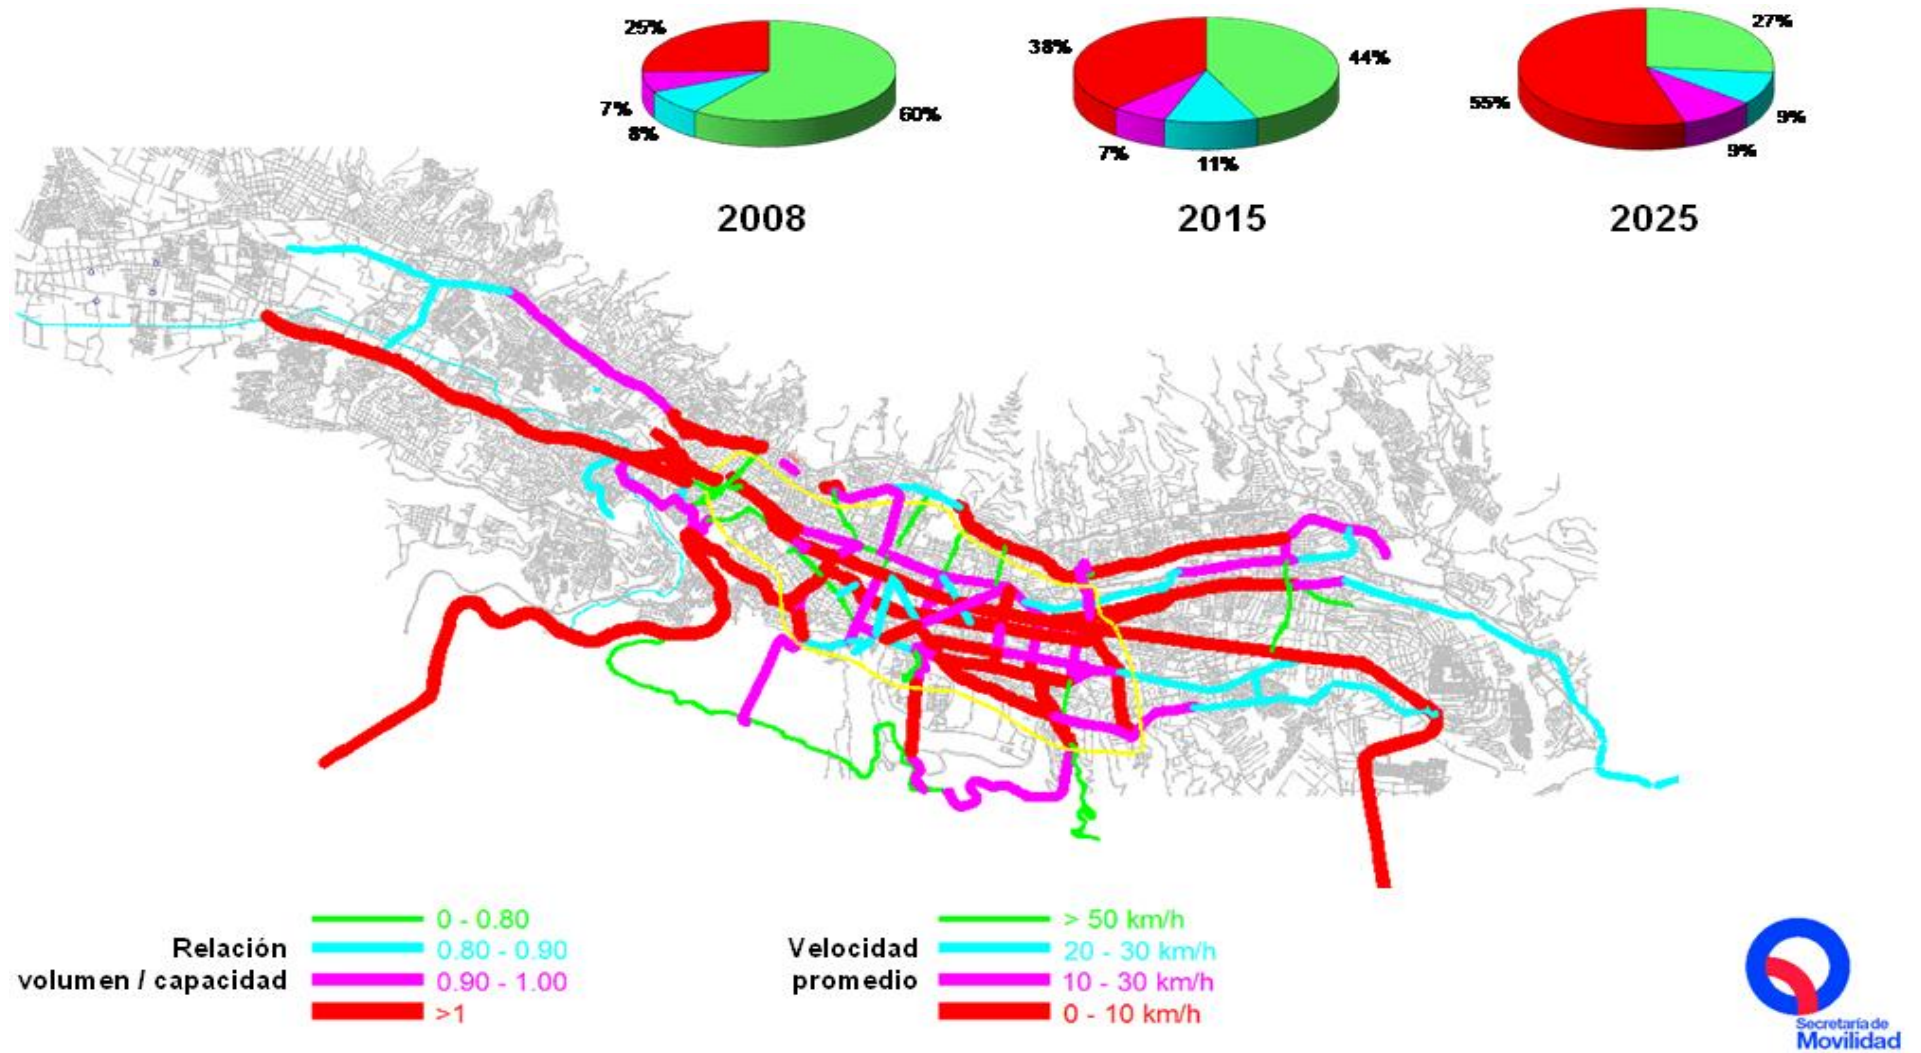 25%
7%
8%
60%
2008
38%
7%
11%
44%
2015
27%
55%
9%
9%
2025
Relación
volumen / capacidad
0 - 0.80
0.80 - 0.90
0.90 - 1.00
>1
Velocidad
promedio
> 50 km/h
20 - 30 km/h
10 - 30 km/h
0 - 10 km/h
Secretaría de
Movilidad